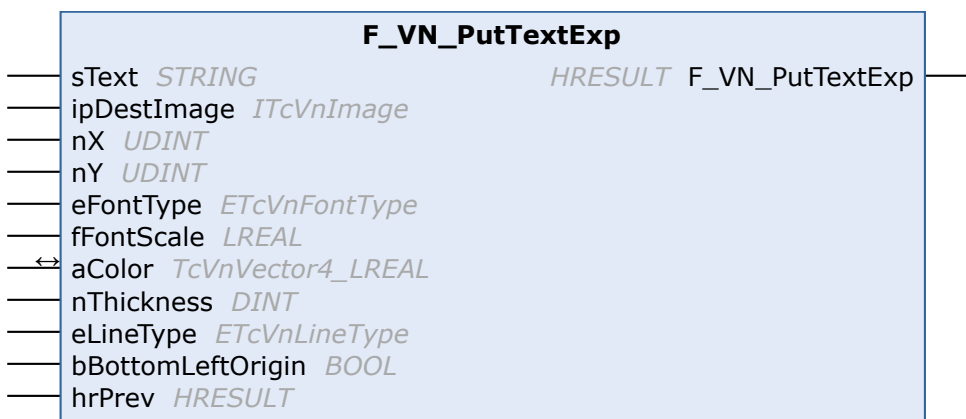 F_VN_PutTextExp
sText STRING HRESULT F_VN_PutTextExp
ipDestImage ITcVnImage
nX UDINT
nY UDINT
eFontType ETcVnFontType
fFontScale LREAL
↔ aColor TcVnVector4_LREAL
nThickness DINT
eLineType ETcVnLineType
bBottomLeftOrigin BOOL
hrPrev HRESULT